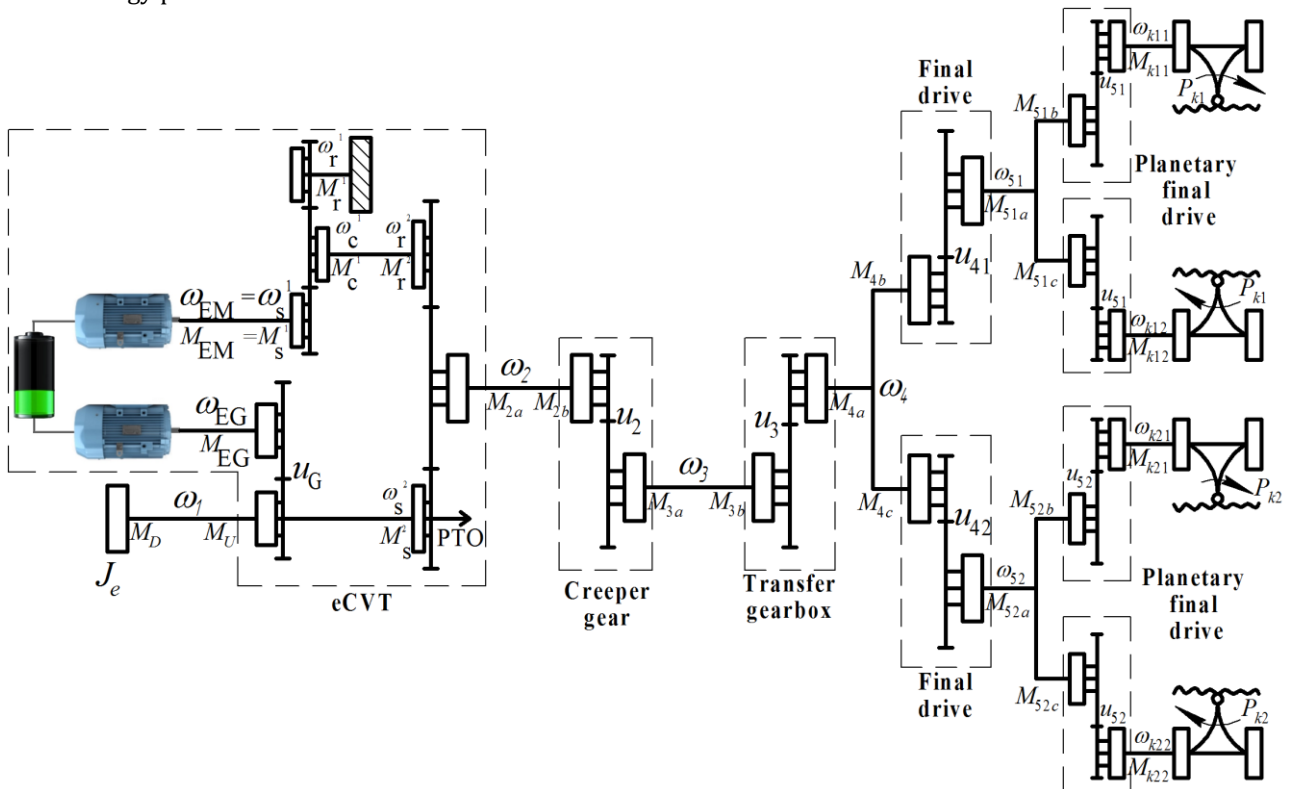 ω_k11
M_k11
P_k1
u_51
M_51b
Final
drive
Planetary
final
drive
ω_51
M_51a
M_51c
u_51
ω_k12
M_k12
P_k1
ω_r^1
M_r^1
ω_c^1
M_c^1
ω_r^2
M_r^2
ω_EM = ω_s^1
M_EM = M_s^1
ω_EG
M_EG
u_G
ω_1
M_D
M_U
J_e
ω_s^2
M_s^2
PTO
eCVT
ω_2
M_2a
M_2b
u_2
Creeper
gear
ω_3
M_3a
M_3b
u_3
Transfer
gearbox
M_4a
ω_4
M_4b
u_41
M_4c
u_42
Final
drive
ω_52
M_52a
M_52b
u_52
ω_k21
M_k21
P_k2
Planetary
final
drive
M_52c
u_52
ω_k22
M_k22
P_k2